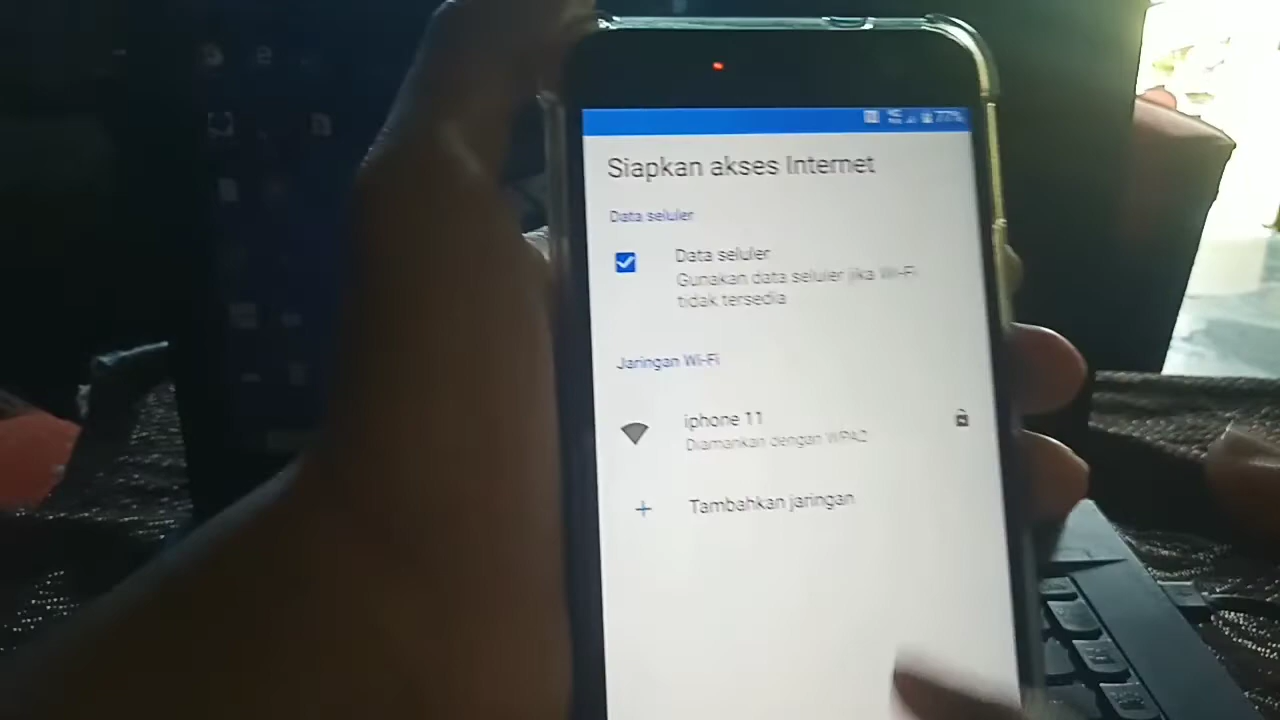 77%
Siapkan akses Internet
Data seluler
Data seluler
Gunakan data seluler jika Wi-Fi
tidak tersedia
Jaringan Wi-Fi
iphone 11
Diamankan dengan WPA2
Tambahkan jaringan